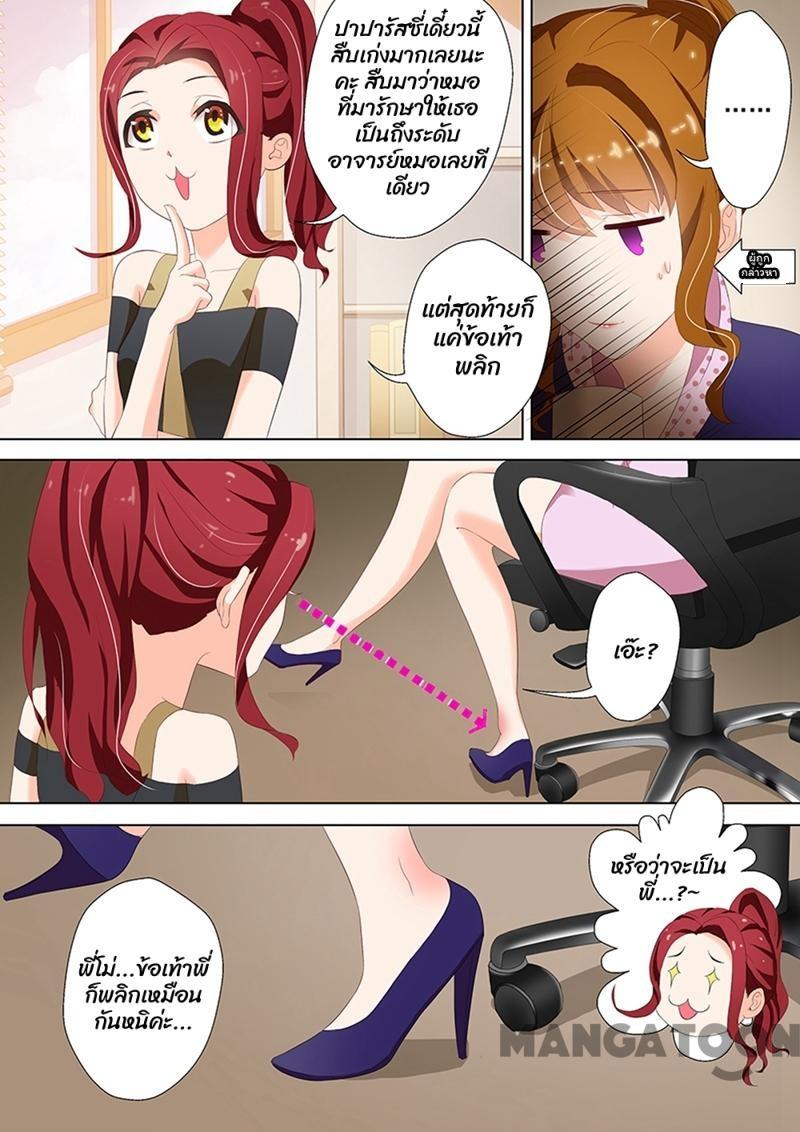 ปาปารัสซี่เดี๋ยวนี้
สืบเก่งมากเลยนะ
คะ สืบมาว่าหมอ
ที่มารักษาให้เธอ
เป็นถึงระดับ
อาจารย์หมอเลยที
เดียว
......
ผู้ถูก
กล่าวหา
แต่สุดท้ายก็
แค่ข้อเท้า
พลิก
เอ๊ะ?
หรือว่าจะเป็น
พี่...?~
พี่โม่...ข้อเท้าพี่
ก็พลิกเหมือน
กันหนิค่ะ...
MANGATOON